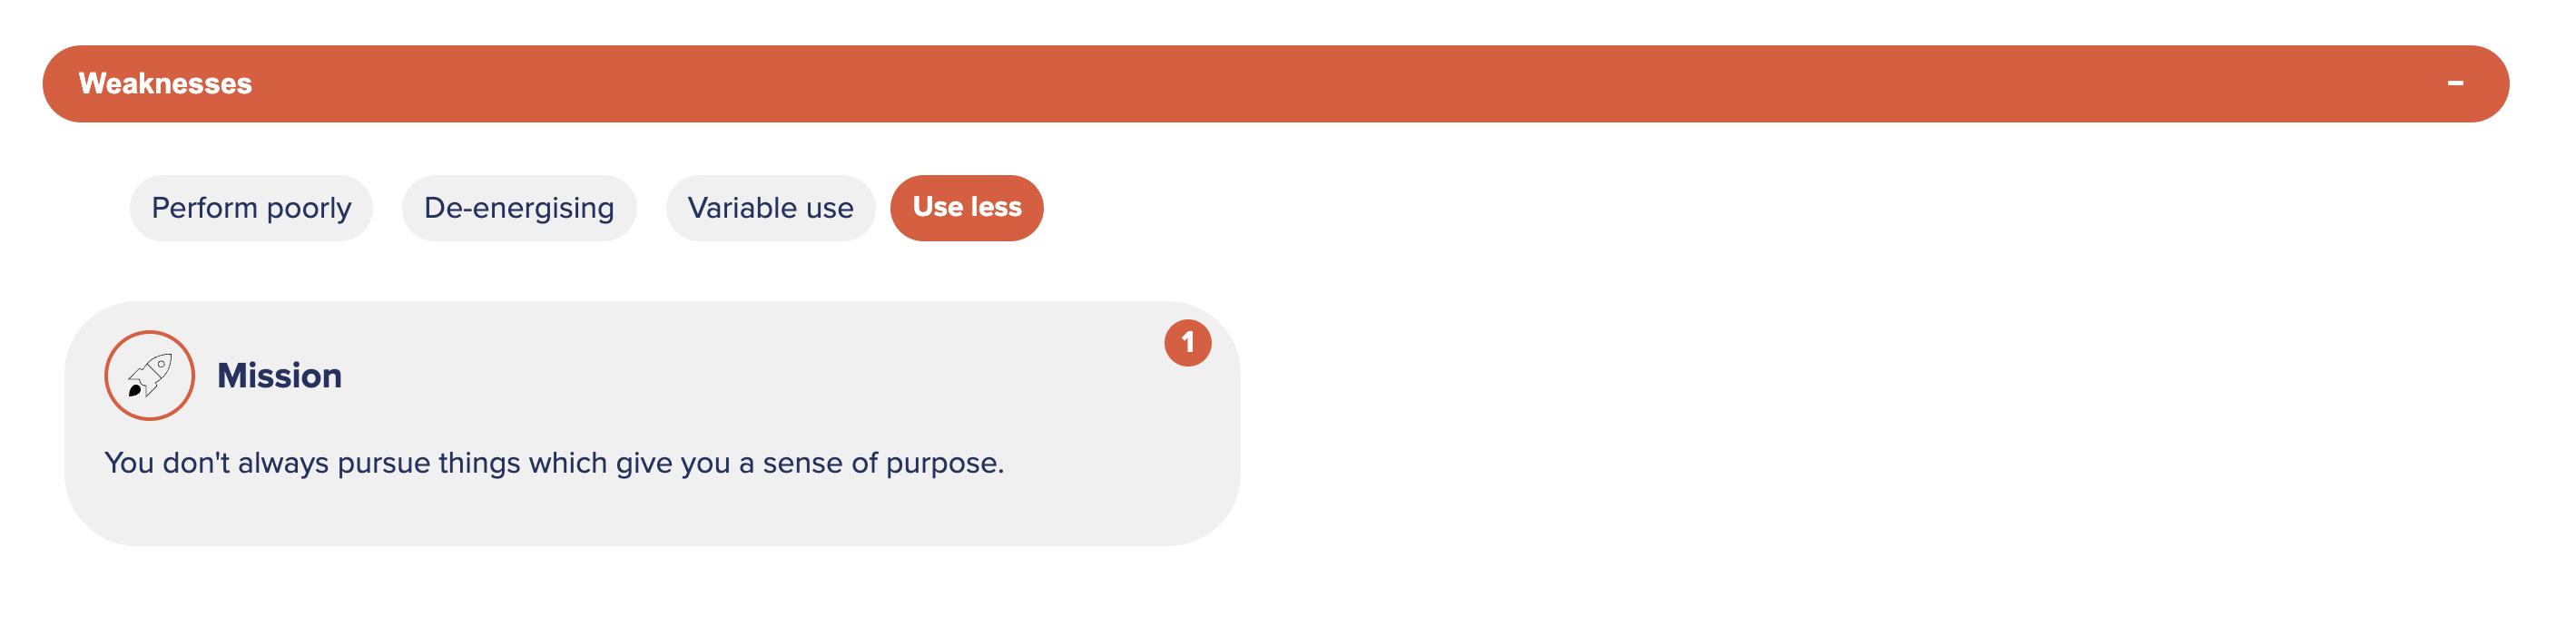 Weaknesses –
Perform poorly De-energising Variable use Use less
1
Mission
You don't always pursue things which give you a sense of purpose.